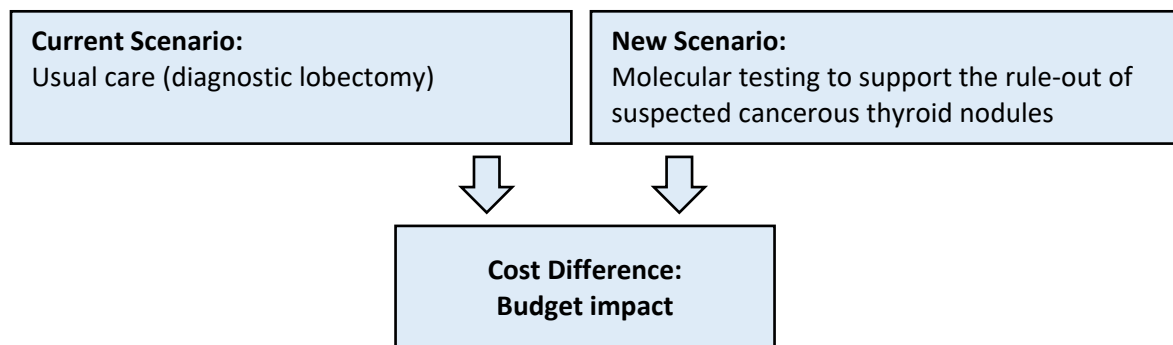 Current Scenario:
Usual care (diagnostic lobectomy)
New Scenario:
Molecular testing to support the rule-out of
suspected cancerous thyroid nodules
Cost Difference:
Budget impact